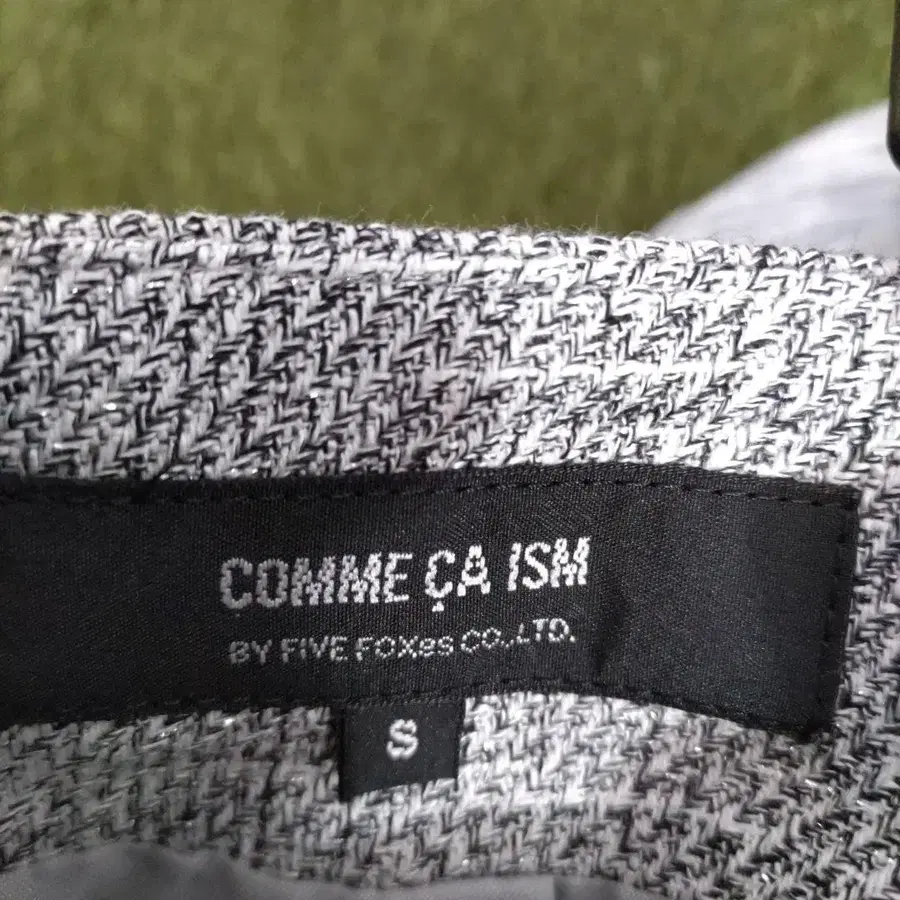 COMME ÇA ISM
BY FIVE FOXes CO.,LTD.
S